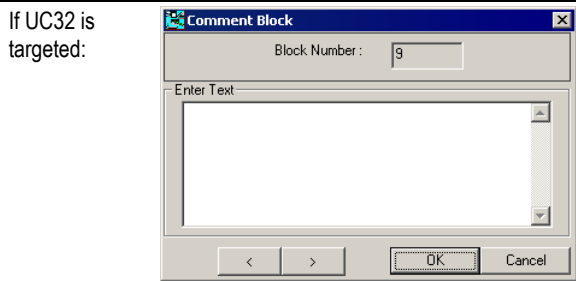 If UC32 is
targeted:
Comment Block
Block Number : 9
Enter Text
< > OK Cancel